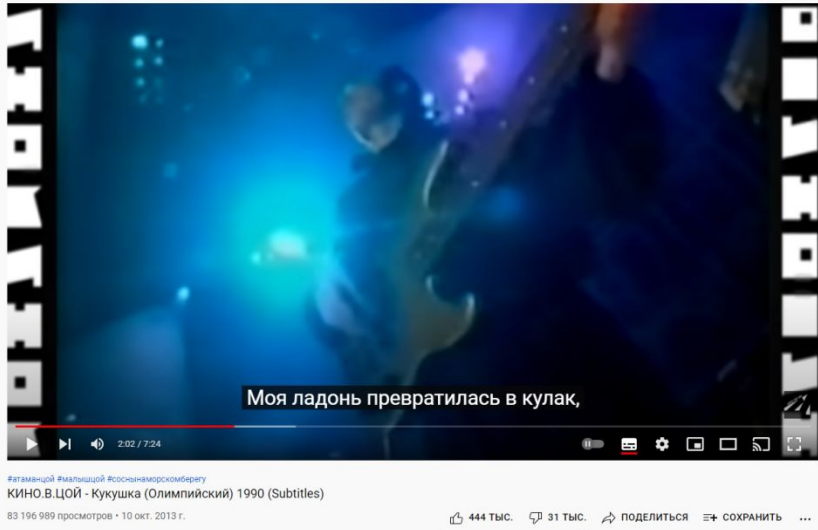 Моя ладонь превратилась в кулак,
2:02 / 7:24
#атаманцой #малышцой #соснынаморскомберегу
КИНО.В.ЦОЙ - Кукушка (Олимпийский) 1990 (Subtitles)
83 196 989 просмотров • 10 окт. 2013 г.
444 ТЫС. 31 ТЫС. ПОДЕЛИТЬСЯ СОХРАНИТЬ ...